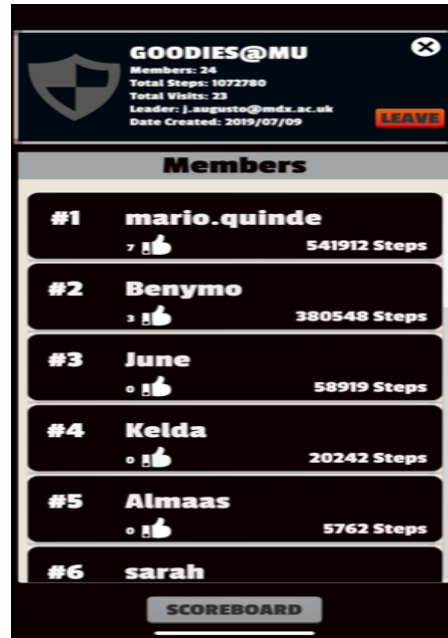 GOODIES@MU
Members: 24
Total Steps: 1072780
Total Visits: 23
Leader: j.augusto@mdx.ac.uk
Date Created: 2019/07/09
LEAVE
Members
#1 mario.quinde
7 541912 Steps
#2 Benymo
3 380548 Steps
#3 June
0 58919 Steps
#4 Kelda
0 20242 Steps
#5 Almaas
0 5762 Steps
#6 sarah
SCOREBOARD